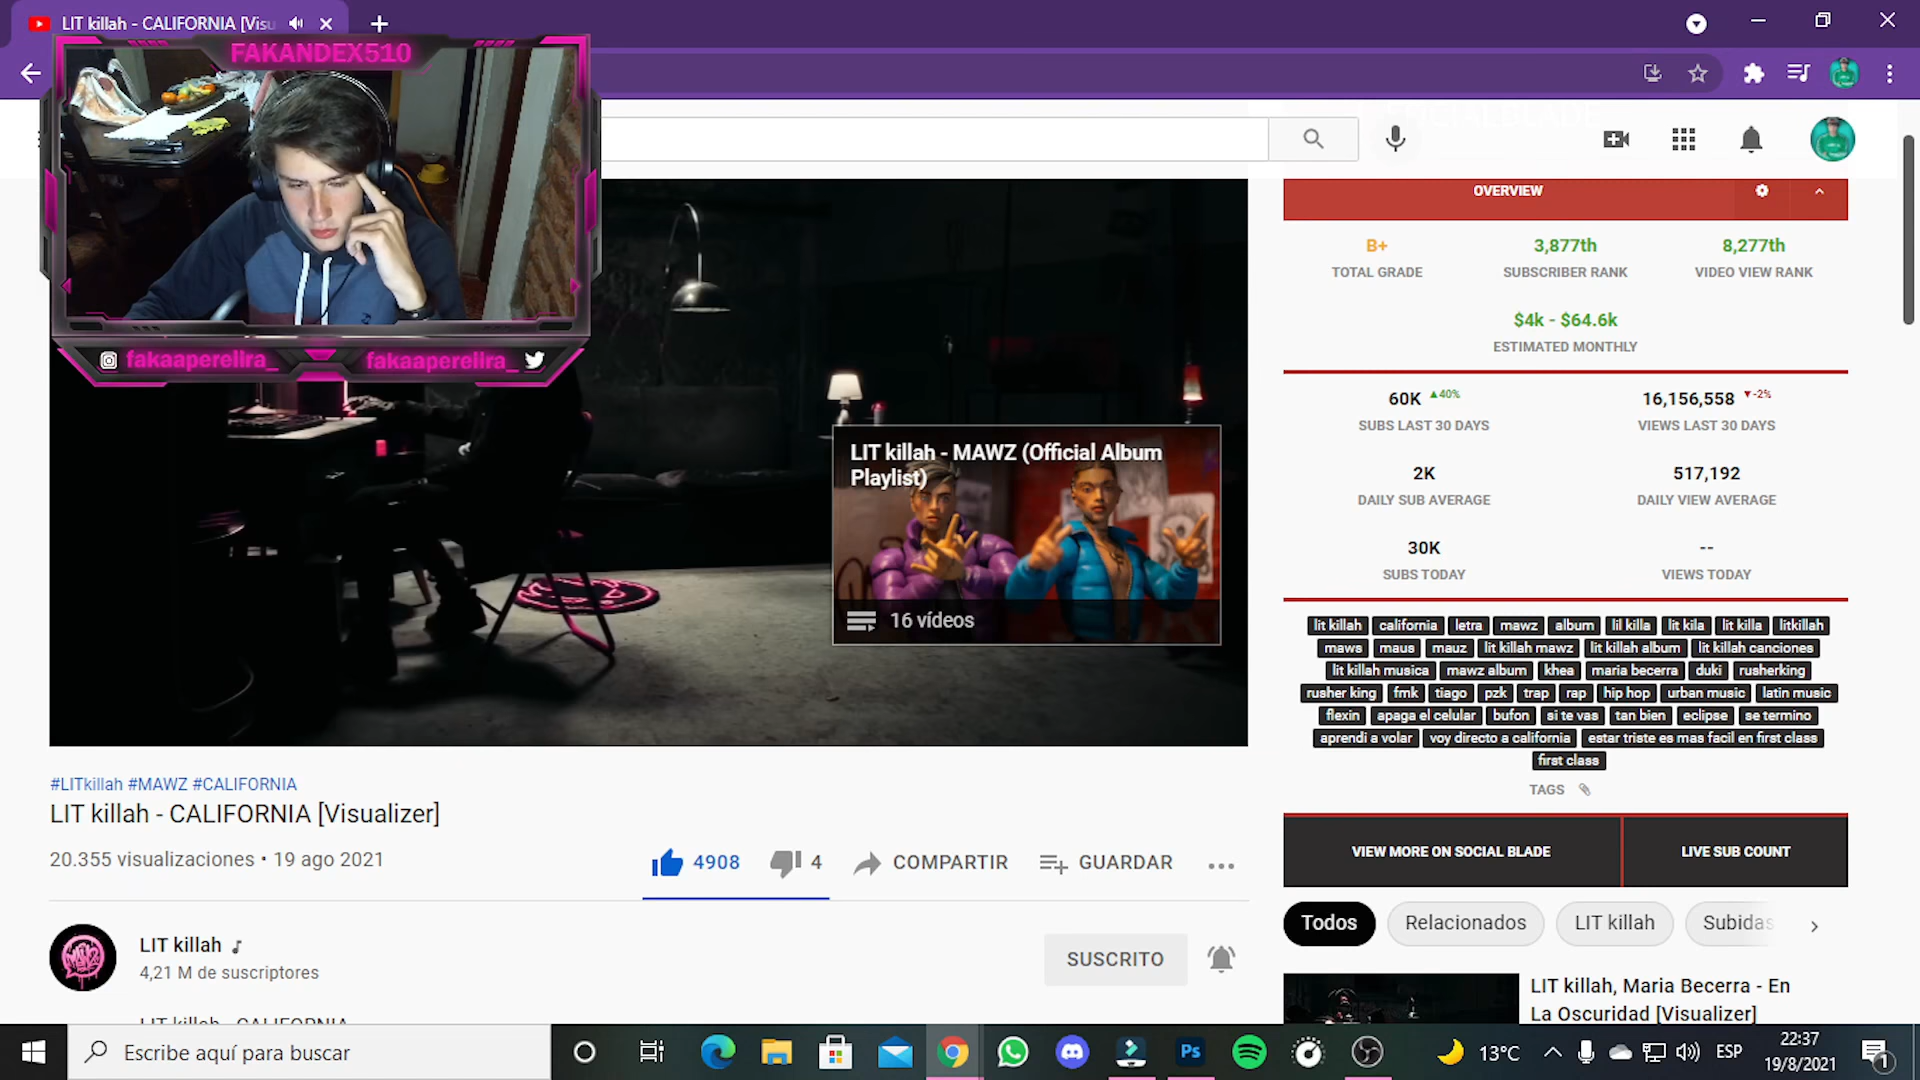 LIT killah - CALIFORNIA [Visu
FAKANDEX510
fakaaperelIra_
fakaaperelIra_
OVERVIEW
B+
TOTAL GRADE
3,877th
SUBSCRIBER RANK
8,277th
VIDEO VIEW RANK
$4k - $64.6k
ESTIMATED MONTHLY
60K ▲40%
SUBS LAST 30 DAYS
16,156,558 ▼-2%
VIEWS LAST 30 DAYS
2K
DAILY SUB AVERAGE
517,192
DAILY VIEW AVERAGE
30K
SUBS TODAY
--
VIEWS TODAY
lit killah california letra mawz album lil killa lit kila lit killa litkillah
maws maus mauz lit killah mawz lit killah album lit killah canciones
lit killah musica mawz album khea maria becerra duki rusherking
rusher king fmk tiago pzk trap rap hip hop urban music latin music
flexin apaga el celular bufon si te vas tan bien eclipse se termino
aprendi a volar voy directo a california estar triste es mas facil en first class
first class
TAGS
VIEW MORE ON SOCIAL BLADE
LIVE SUB COUNT
LIT killah - MAWZ (Official Album
Playlist)
16 vídeos
#LITkillah #MAWZ #CALIFORNIA
LIT killah - CALIFORNIA [Visualizer]
20.355 visualizaciones • 19 ago 2021
4908
4
COMPARTIR
GUARDAR
LIT killah
4,21 M de suscriptores
SUSCRITO
LIT killah - CALIFORNIA
Todos
Relacionados
LIT killah
Subidas
LIT killah, Maria Becerra - En
La Oscuridad [Visualizer]
Escribe aquí para buscar
Ps
13°C
ESP
22:37
19/8/2021
1